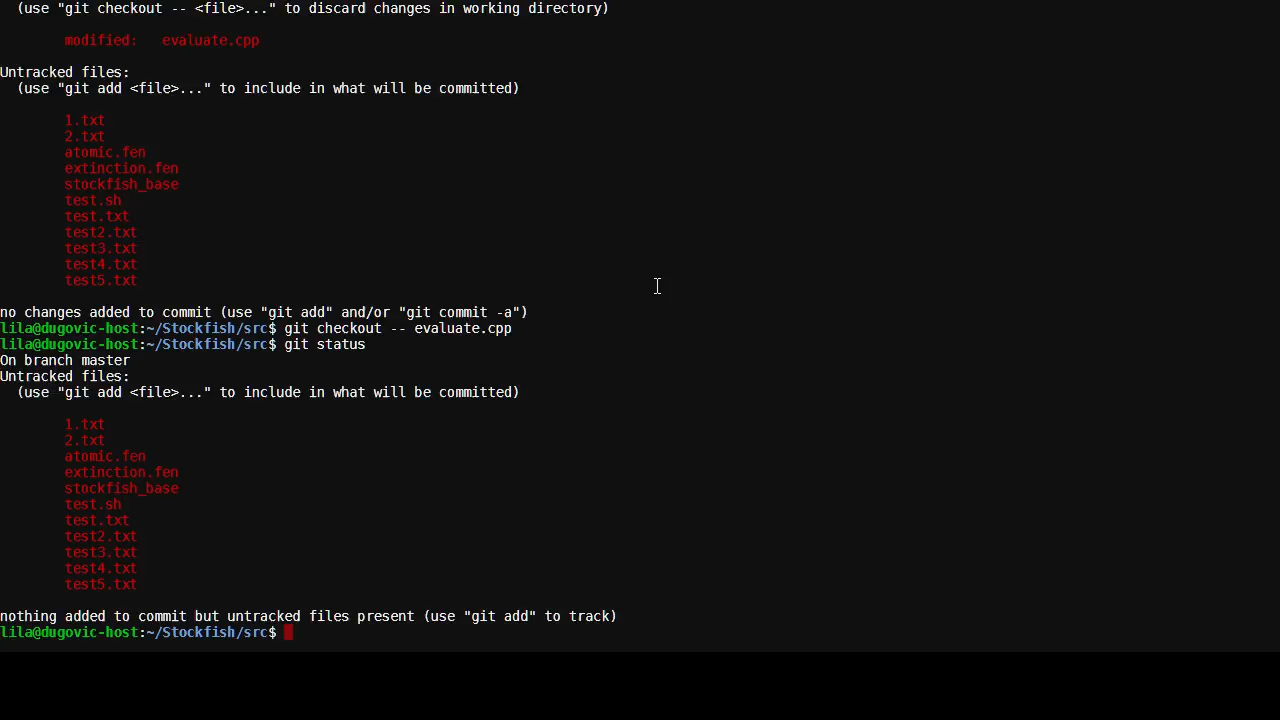 (use "git checkout -- <file>..." to discard changes in working directory)
modified:   evaluate.cpp
Untracked files:
(use "git add <file>..." to include in what will be committed)
1.txt
2.txt
atomic.fen
extinction.fen
stockfish_base
test.sh
test.txt
test2.txt
test3.txt
test4.txt
test5.txt
no changes added to commit (use "git add" and/or "git commit -a")
lila@dugovic-host:~/Stockfish/src$ git checkout -- evaluate.cpp
lila@dugovic-host:~/Stockfish/src$ git status
On branch master
Untracked files:
(use "git add <file>..." to include in what will be committed)
1.txt
2.txt
atomic.fen
extinction.fen
stockfish_base
test.sh
test.txt
test2.txt
test3.txt
test4.txt
test5.txt
nothing added to commit but untracked files present (use "git add" to track)
lila@dugovic-host:~/Stockfish/src$